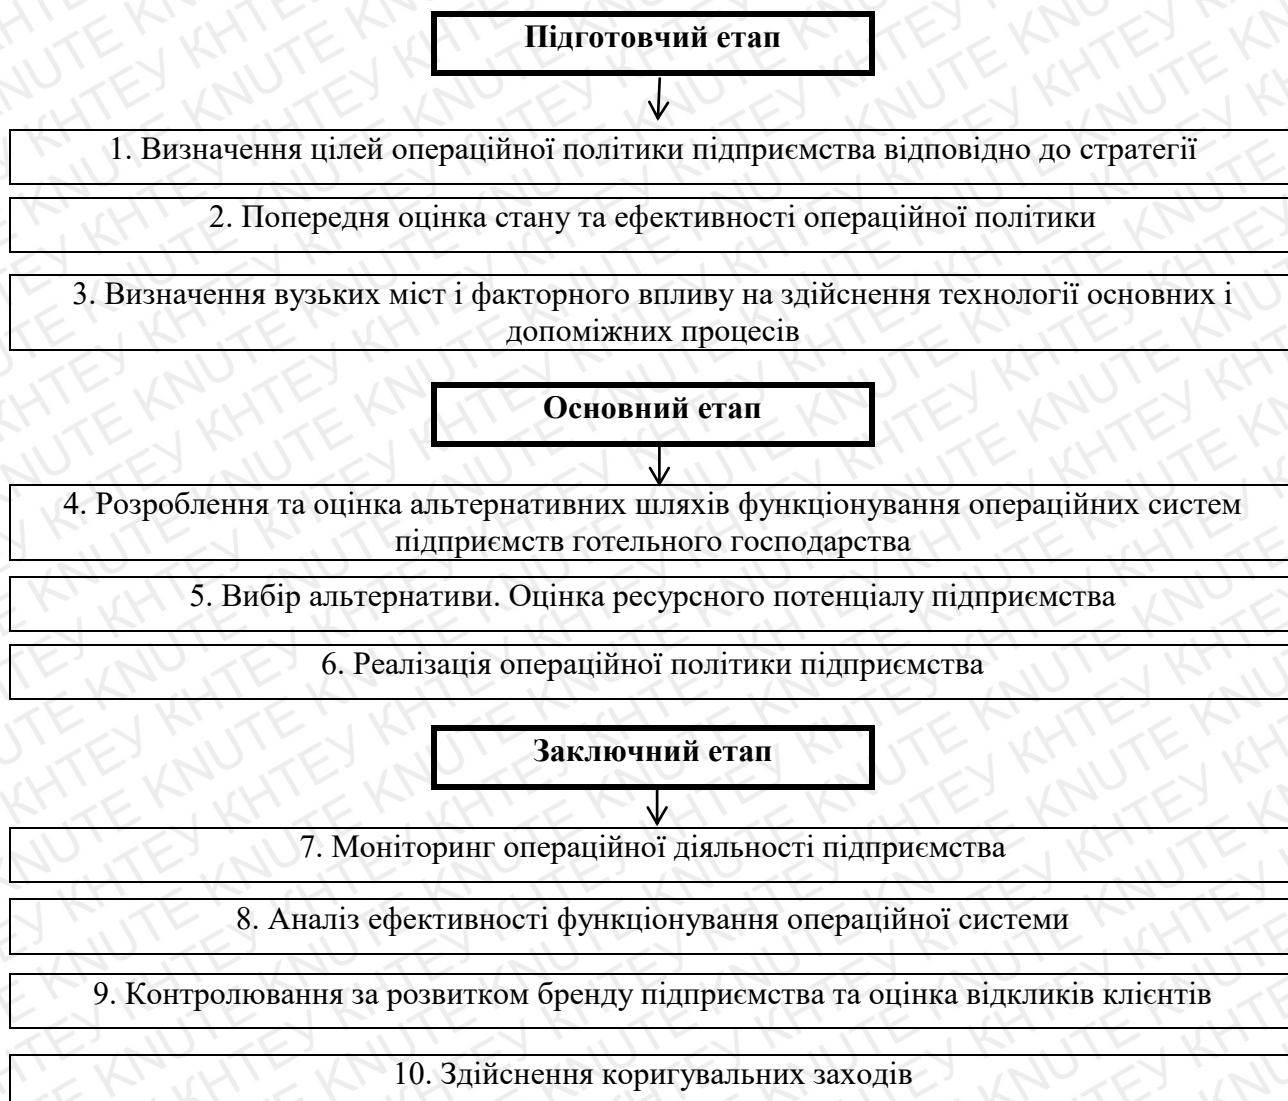 Підготовчий етап
1. Визначення цілей операційної політики підприємства відповідно до стратегії
2. Попередня оцінка стану та ефективності операційної політики
3. Визначення вузьких міст і факторного впливу на здійснення технології основних і
допоміжних процесів
Основний етап
4. Розроблення та оцінка альтернативних шляхів функціонування операційних систем
підприємств готельного господарства
5. Вибір альтернативи. Оцінка ресурсного потенціалу підприємства
6. Реалізація операційної політики підприємства
Заключний етап
7. Моніторинг операційної діяльності підприємства
8. Аналіз ефективності функціонування операційної системи
9. Контролювання за розвитком бренду підприємства та оцінка відкликів клієнтів
10. Здійснення коригувальних заходів